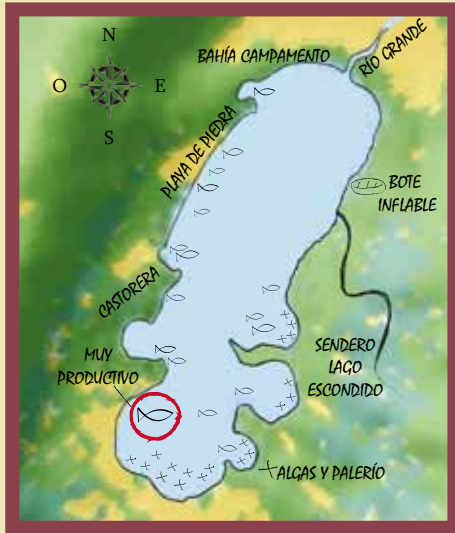 N
O
E
S
BAHÍA CAMPAMENTO
RÍO GRANDE
PLAYA DE PIEDRA
BOTE
INFLABLE
CASTORERA
SENDERO
LAGO
ESCONDIDO
MUY
PRODUCTIVO
ALGAS Y PALERÍO